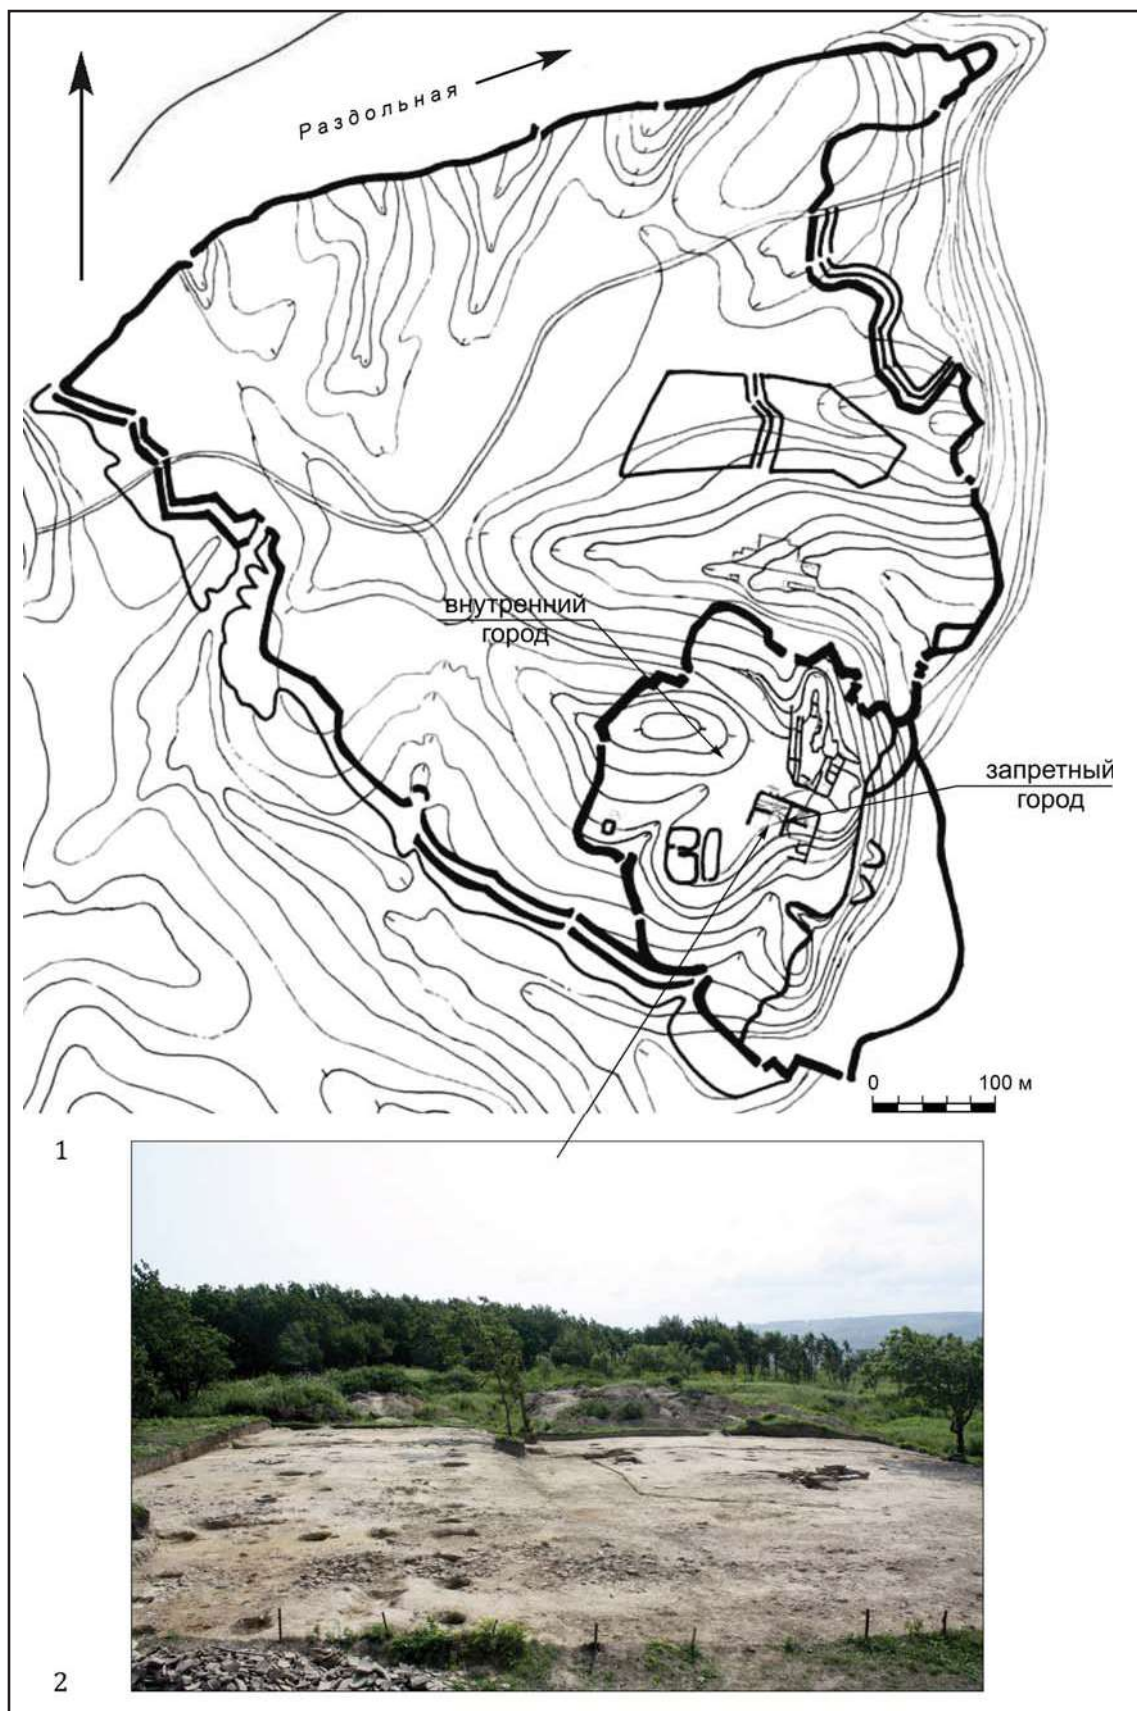 Раздольная
внутренний
город
запретный
город
0 100 м
1
2